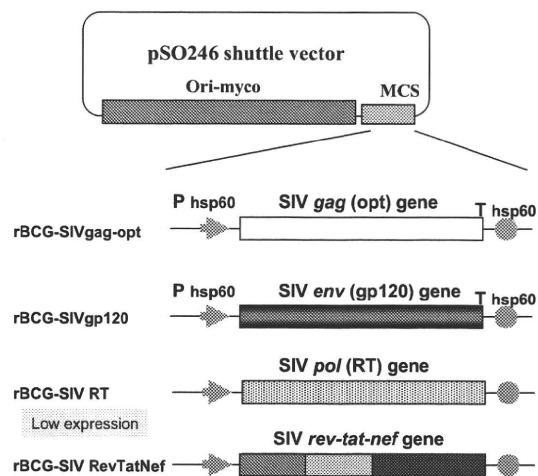 pSO246 shuttle vector
Ori-myco
MCS
P hsp60
SIV gag (opt) gene
T hsp60
rBCG-SIVgag-opt
P hsp60
SIV env (gp120) gene
T hsp60
rBCG-SIVgp120
SIV pol (RT) gene
rBCG-SIV RT
Low expression
SIV rev-tat-nef gene
rBCG-SIV RevTatNef